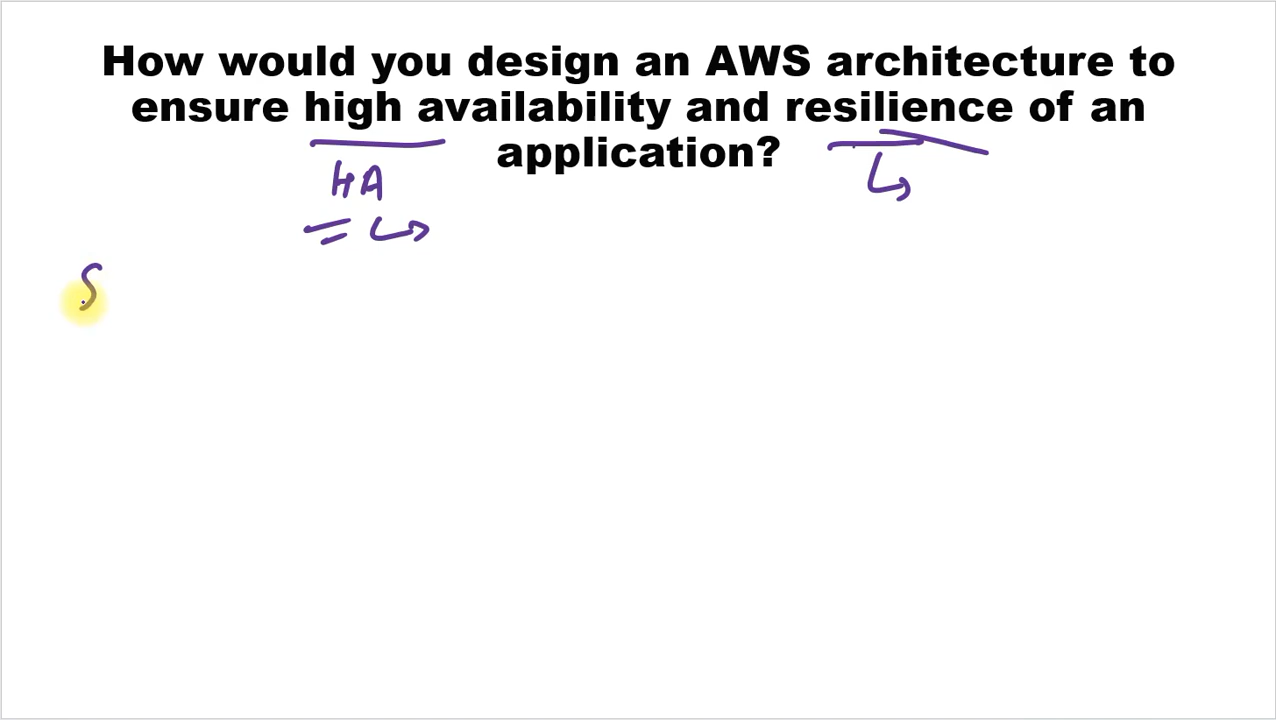 How would you design an AWS architecture to
ensure high availability and resilience of an
application?
HA
S